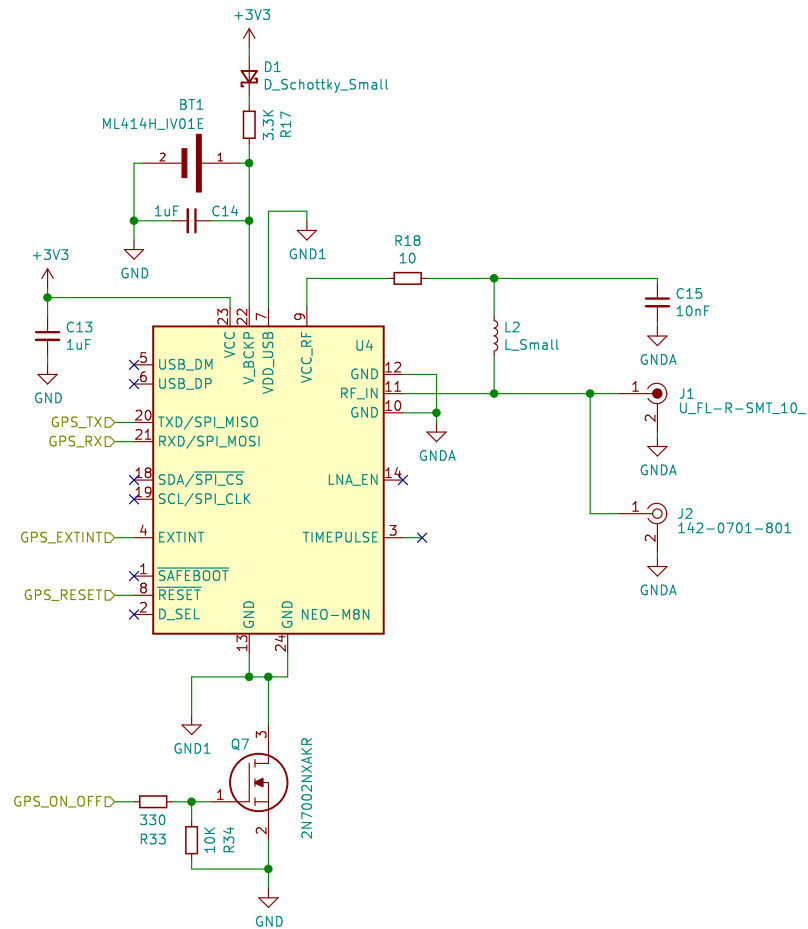 +3V3
D1
D_Schottky_Small
3.3K
R17
BT1
ML414H_IV01E
2
1
1uF
C14
GND
GND1
+3V3
C13
1uF
GND
R18
10
L2
L_Small
C15
10nF
GNDA
23
22
7
9
VCC
V_BCKP
VDD_USB
VCC_RF
U4
5
USB_DM
6
USB_DP
GPS_TX
20
TXD/SPI_MISO
GPS_RX
21
RXD/SPI_MOSI
18
SDA/SPI_CS
19
SCL/SPI_CLK
GPS_EXTINT
4
EXTINT
1
SAFEBOOT
GPS_RESET
8
RESET
2
D_SEL
GND
12
RF_IN
11
GND
10
GNDA
LNA_EN
14
TIMEPULSE
3
GND
GND
NEO-M8N
13
24
1
J1
U_FL-R-SMT_10_
2
GNDA
1
J2
142-0701-801
2
GNDA
GND1
Q7
3
2N7002NXAKR
GPS_ON_OFF
330
R33
1
10K
R34
2
GND